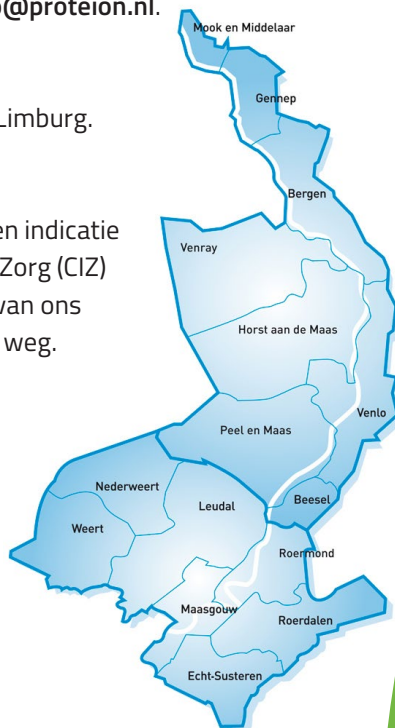 @proteion.nl.
Limburg.
en indicatie
Zorg (CIZ)
van ons
weg.
Mook en Middelaar
Gennep
Bergen
Venray
Horst aan de Maas
Venlo
Peel en Maas
Beesel
Nederweert
Leudal
Weert
Roermond
Maasgouw
Roerdalen
Echt-Susteren